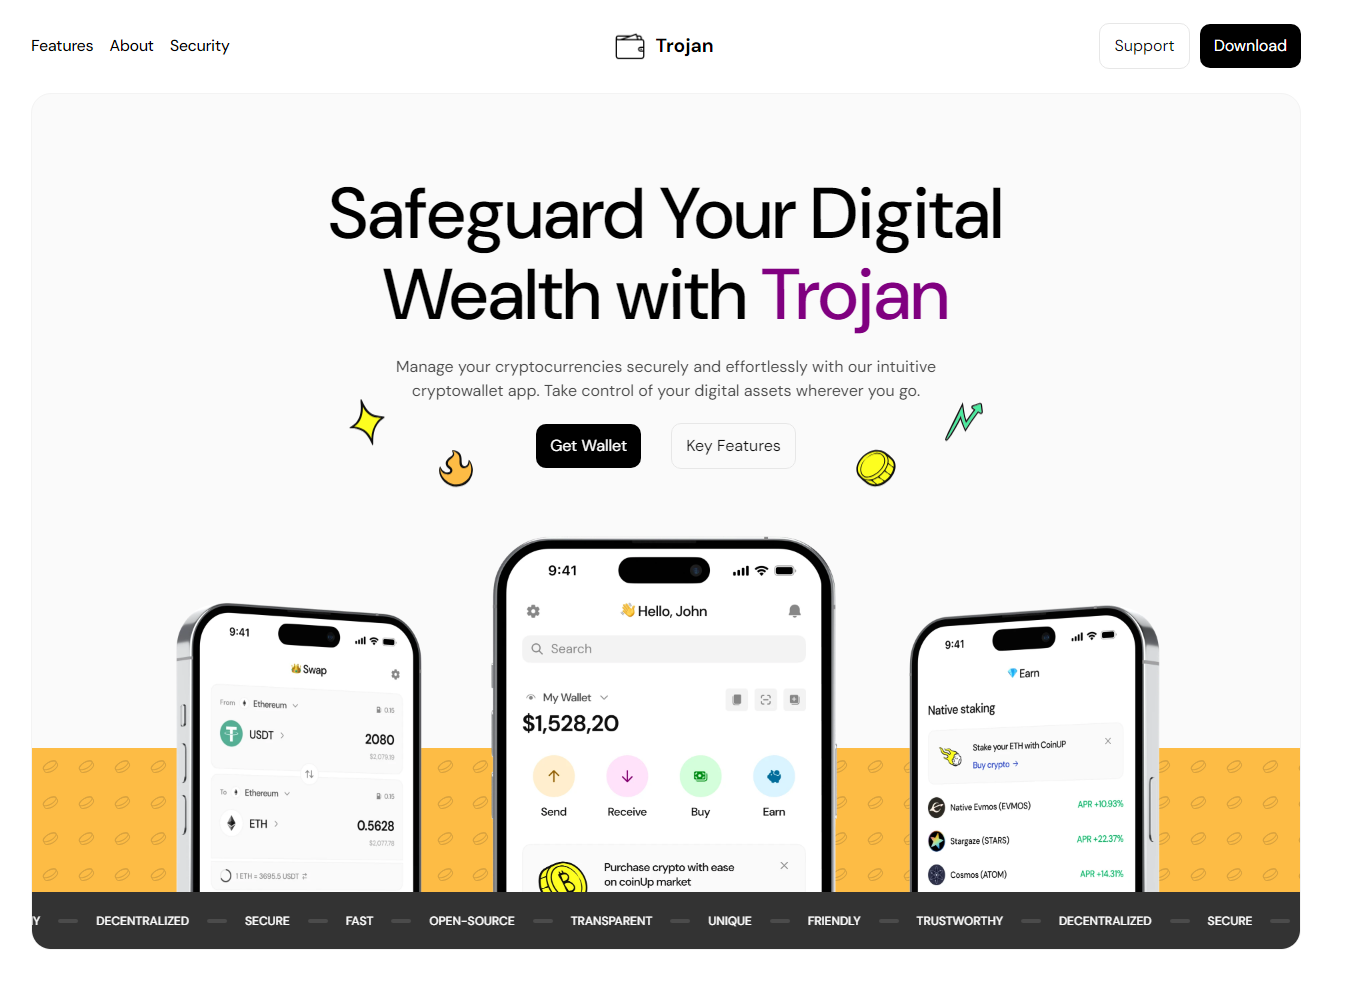 Features About Security
Trojan
Support
Download
Safeguard Your Digital
Wealth with Trojan
Manage your cryptocurrencies securely and effortlessly with our intuitive
cryptowallet app. Take control of your digital assets wherever you go.
Get Wallet
Key Features
9:41
Swap
From Ethereum
0.16
USDT
2080
$2,079.19
To Ethereum
0.16
ETH
0.5628
$2,077.78
1 ETH = 3695.5 USDT
9:41
Hello, John
Search
My Wallet
$1,528,20
Send Receive Buy Earn
Purchase crypto with ease
on coinUp market
9:41
Earn
Native staking
Stake your ETH with CoinUP
Buy crypto
Native Evmos (EVMOS) APR +10.93%
Stargaze (STARS) APR +22.37%
Cosmos (ATOM) APR +14.31%
Y DECENTRALIZED SECURE FAST OPEN-SOURCE TRANSPARENT UNIQUE FRIENDLY TRUSTWORTHY DECENTRALIZED SECURE